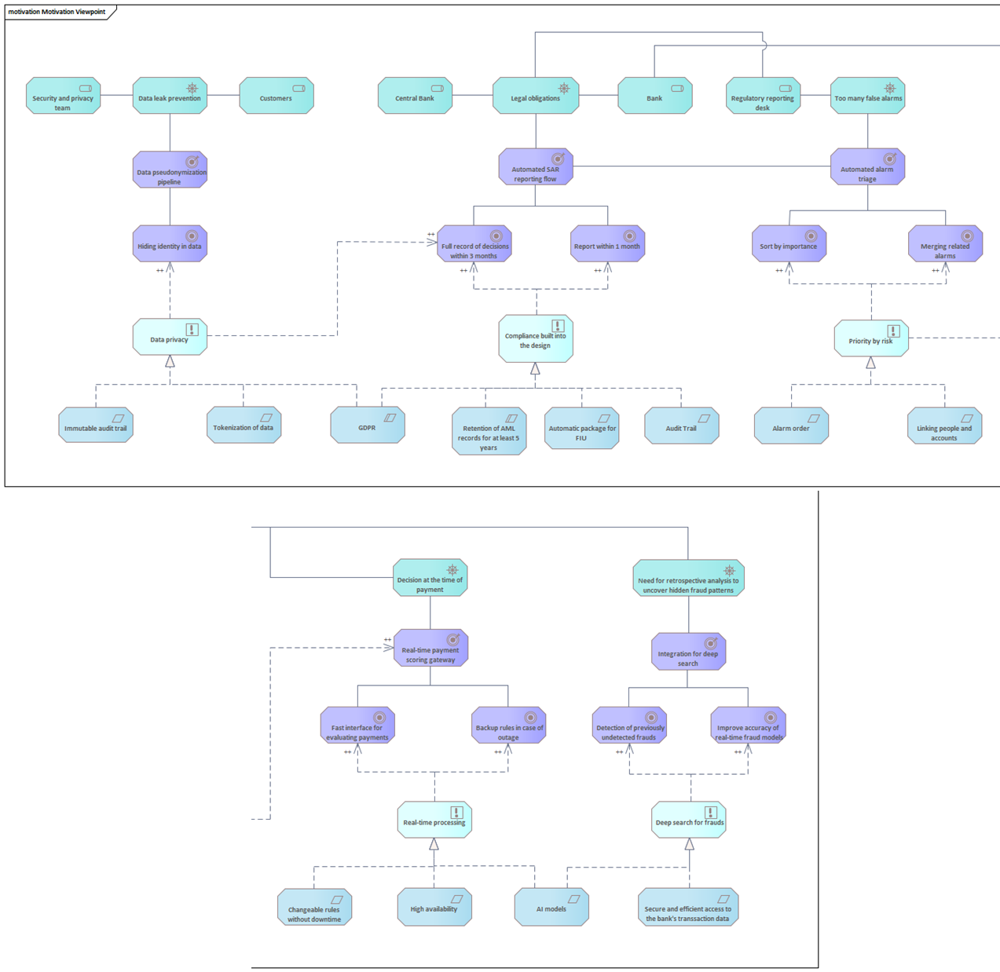 motivation Motivation Viewpoint
Security and privacy
team
Data leak prevention
Customers
Central Bank
Legal obligations
Bank
Regulatory reporting
desk
Too many false alarms
Data pseudonymization
pipeline
Automated SAR
reporting flow
Automated alarm
triage
Hiding identity in data
++
Full record of decisions
within 3 months
Report within 1 month
Sort by importance
Merging related
alarms
++
++
++
++
++
Data privacy
Compliance built into
the design
Priority by risk
Immutable audit trail
Tokenization of data
GDPR
Retention of AML
records for at least 5
years
Automatic package for
FIU
Audit Trail
Alarm order
Linking people and
accounts
Decision at the time of
payment
Need for retrospective analysis to
uncover hidden fraud patterns
++
Real-time payment
scoring gateway
Integration for deep
search
Fast interface for
evaluating payments
Backup rules in case of
outage
Detection of previously
undetected frauds
Improve accuracy of
real-time fraud models
++
++
++
++
Real-time processing
Deep search for frauds
Changeable rules
without downtime
High availability
AI models
Secure and efficient access to
the bank's transsaction data